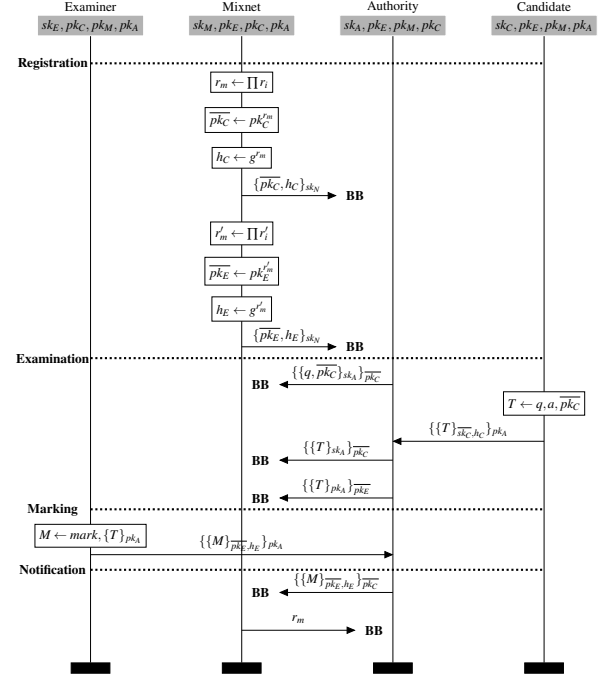 Examiner Mixnet Authority Candidate
sk_E, pk_C, pk_M, pk_A sk_M, pk_E, pk_C, pk_A sk_A, pk_E, pk_M, pk_C sk_C, pk_E, pk_M, pk_A
Registration
r_m ← ∏ r_i
\overline{pk_C} ← pk_C^{r_m}
h_C ← g^{r_m}
{\overline{pk_C}, h_C}_{sk_N} BB
r'_m ← ∏ r'_i
\overline{pk_E} ← pk_E^{r'_m}
h_E ← g^{r'_m}
{\overline{pk_E}, h_E}_{sk_N} BB
Examination
BB {{q, \overline{pk_C}}_{sk_A}}_{\overline{pk_C}}
T ← q, a, \overline{pk_C}
{{T}_{\overline{sk_C}, h_C}}_{pk_A}
BB {{T}_{sk_A}}_{\overline{pk_C}}
BB {{T}_{pk_A}}_{\overline{pk_E}}
Marking
M ← mark, {T}_{pk_A}
{{M}_{\overline{pk_E}, h_E}}_{pk_A}
Notification
BB {{M}_{\overline{pk_E}, h_E}}_{\overline{pk_C}}
r_m BB